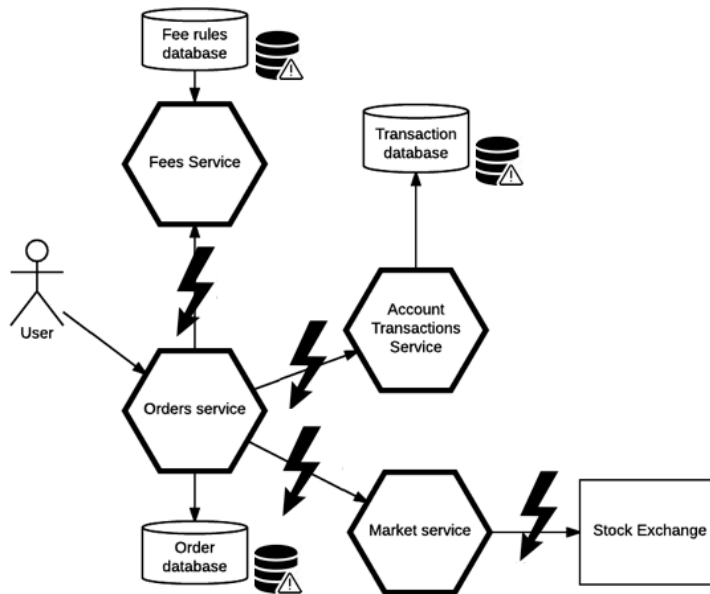 Fee rules
database
Fees Service
Transaction
database
User
Account
Transactions
Service
Orders service
Market service
Stock Exchange
Order
database